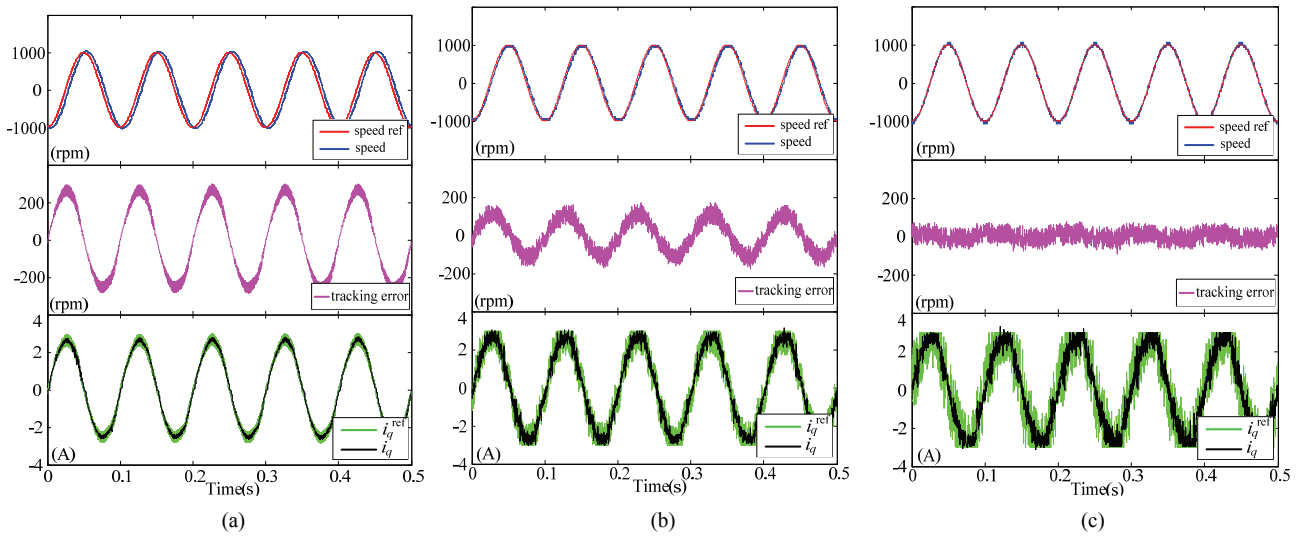 1000
0
-1000
(rpm)
speed ref
speed
200
0
-200
(rpm)
tracking error
4
2
0
-2
-4
(A)
i_q^ref
i_q
0 0.1 0.2 0.3 0.4 0.5
Time(s)
(a)
1000
0
-1000
(rpm)
speed ref
speed
200
0
-200
(rpm)
tracking error
4
2
0
-2
-4
(A)
i_q^ref
i_q
0 0.1 0.2 0.3 0.4 0.5
Time(s)
(b)
1000
0
-1000
(rpm)
speed ref
speed
200
0
-200
(rpm)
tracking error
4
2
0
-2
-4
(A)
i_q^ref
i_q
0 0.1 0.2 0.3 0.4 0.5
Time(s)
(c)